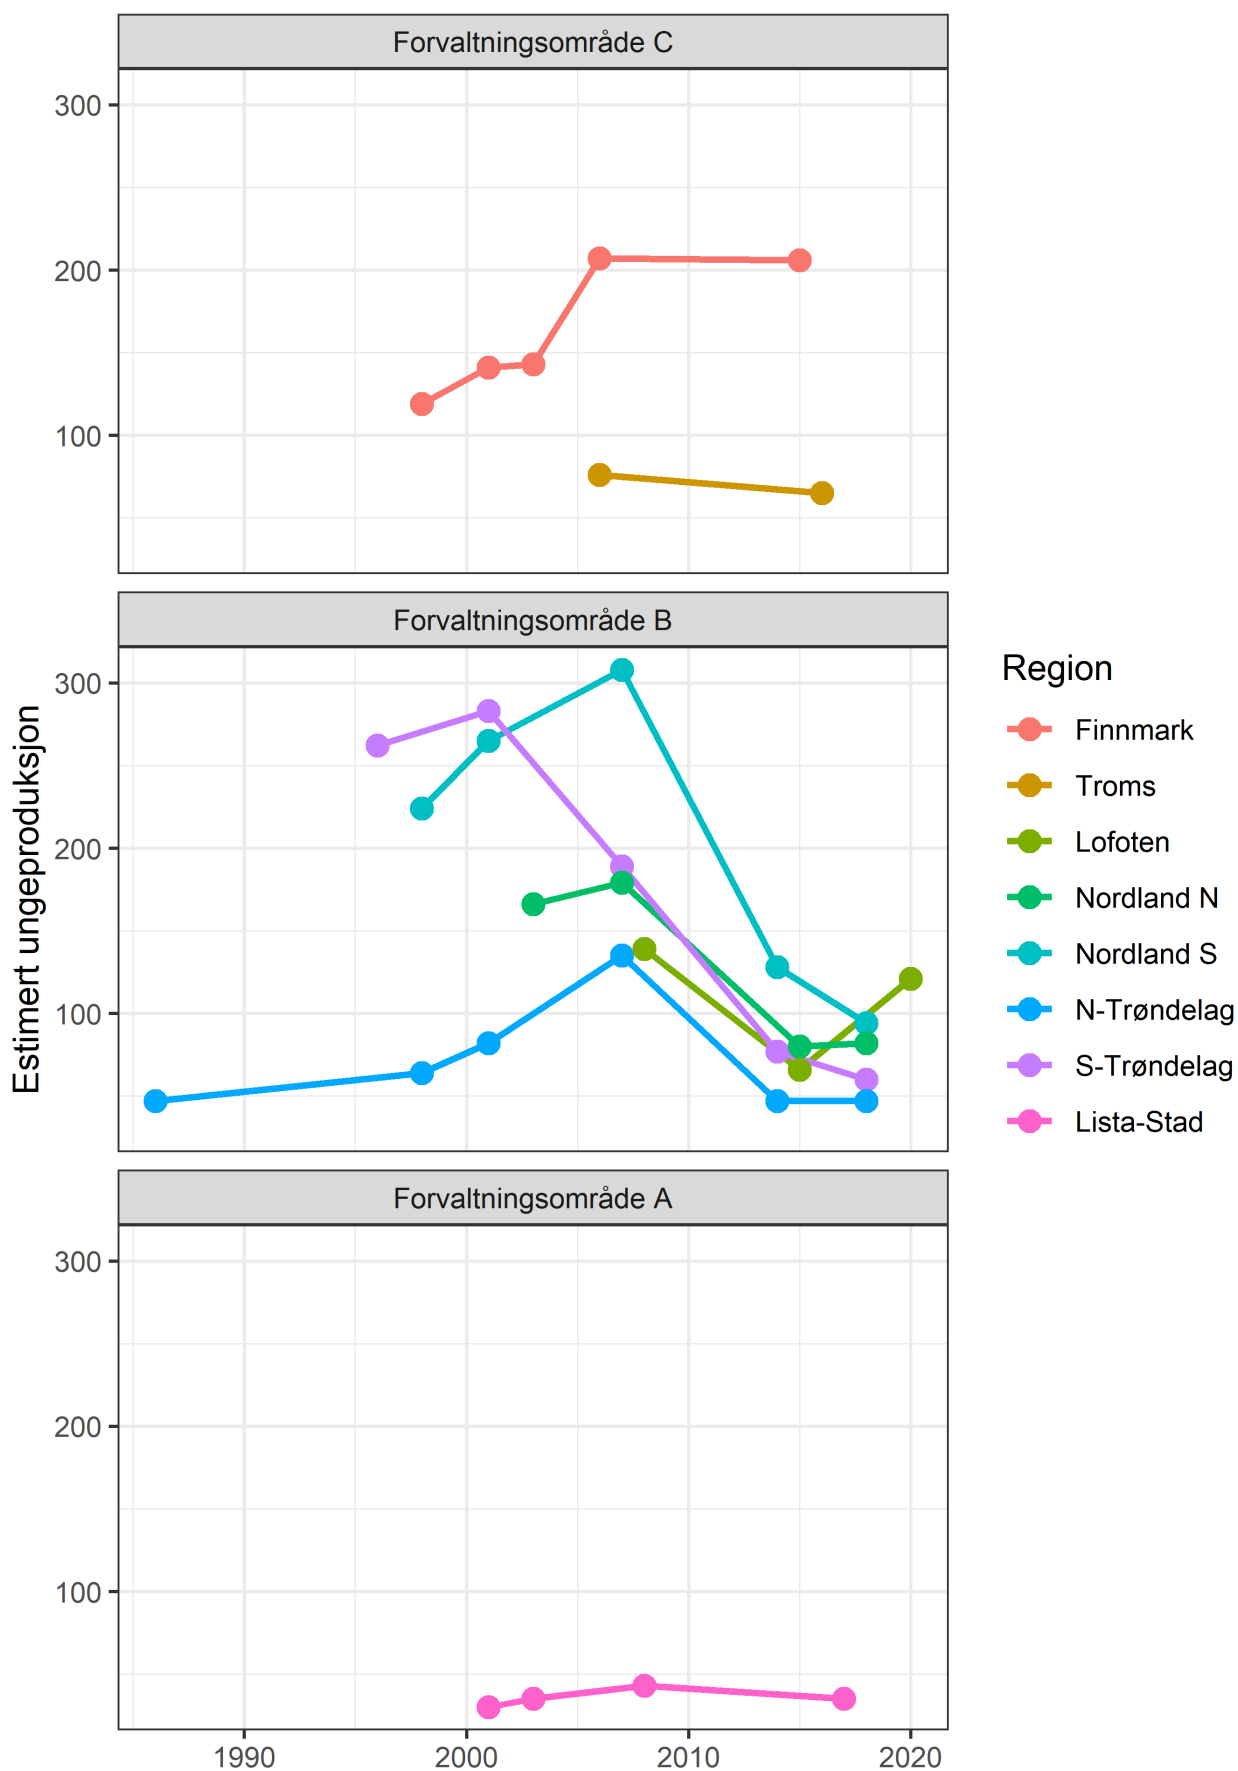 Forvaltningsområde C
300
200
100
Forvaltningsområde B
300
200
100
Forvaltningsområde A
300
200
100
1990
2000
2010
2020
Estimert ungeproduksjon
Region
Finnmark
Troms
Lofoten
Nordland N
Nordland S
N-Trøndelag
S-Trøndelag
Lista-Stad